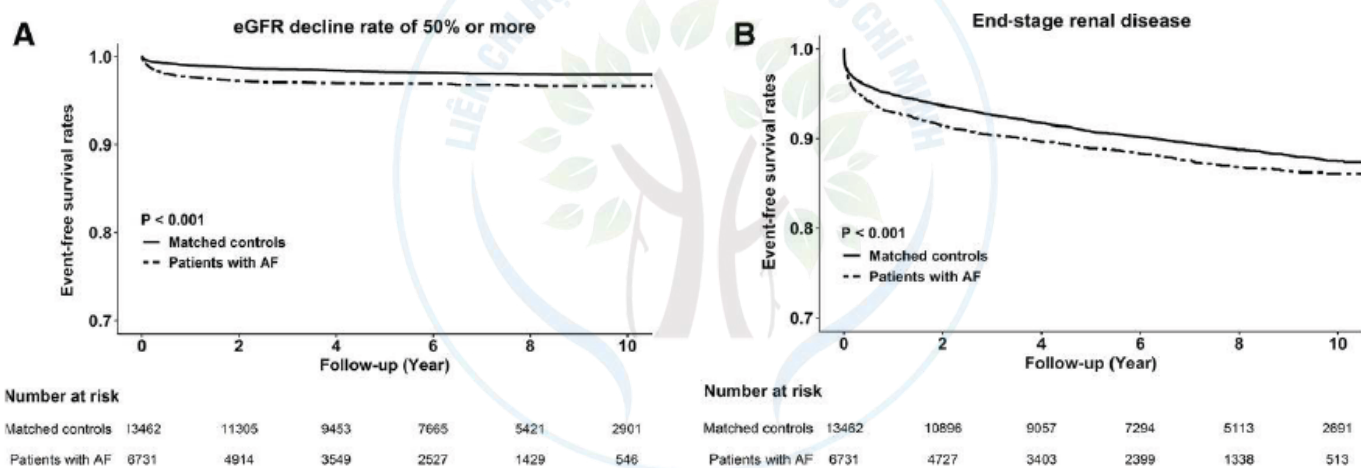 A
eGFR decline rate of 50% or more
Event-free survival rates
1.0
0.9
0.8
0.7
P < 0.001
Matched controls
Patients with AF
0 2 4 6 8 10
Follow-up (Year)
Number at risk
Matched controls 13462 11305 9453 7665 5421 2901
Patients with AF 6731 4914 3549 2527 1429 546
B
End-stage renal disease
Event-free survival rates
1.0
0.9
0.8
0.7
P < 0.001
Matched controls
Patients with AF
0 2 4 6 8 10
Follow-up (Year)
Number at risk
Matched controls 13462 10896 9057 7294 5113 2691
Patients with AF 6731 4727 3403 2399 1338 513
LIÊN CHI
CHÍ MINH